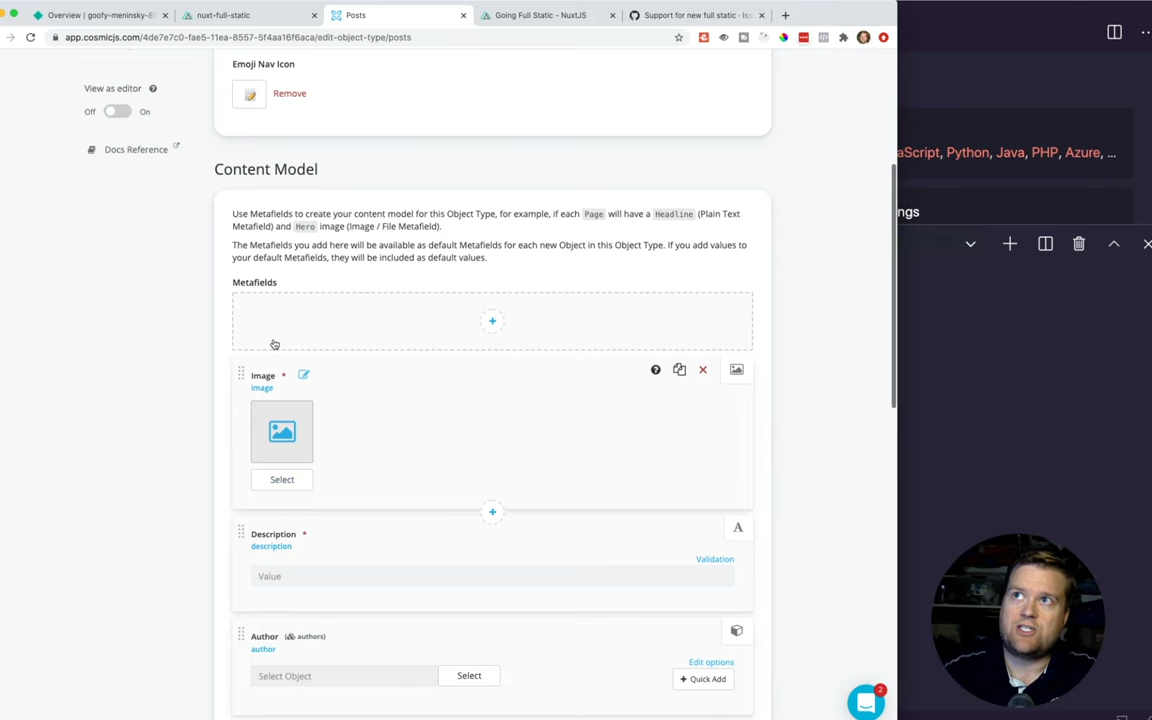 Overview | goofy-meninsky-8
nuxt-full-static
Posts
Going Full Static - NuxtJS
Support for new full static - Iss
app.cosmicjs.com/4de7e7c0-fae5-11ea-8557-5f4aa16f6aca/edit-object-type/posts
Emoji Nav Icon
View as editor
Remove
Off On
Docs Reference
Content Model
Use Metafields to create your content model for this Object Type, for example, if each Page will have a Headline (Plain Text
Metafield) and Hero image (Image / File Metafield).
The Metafields you add here will be available as default Metafields for each new Object in this Object Type. If you add values to
your default Metafields, they will be included as default values.
Metafields
Image *
image
Select
Description *
description
Validation
Value
Author (authors)
author
Edit options
Select Object
Select
+ Quick Add
aScript, Python, Java, PHP, Azure, ...
ngs
2